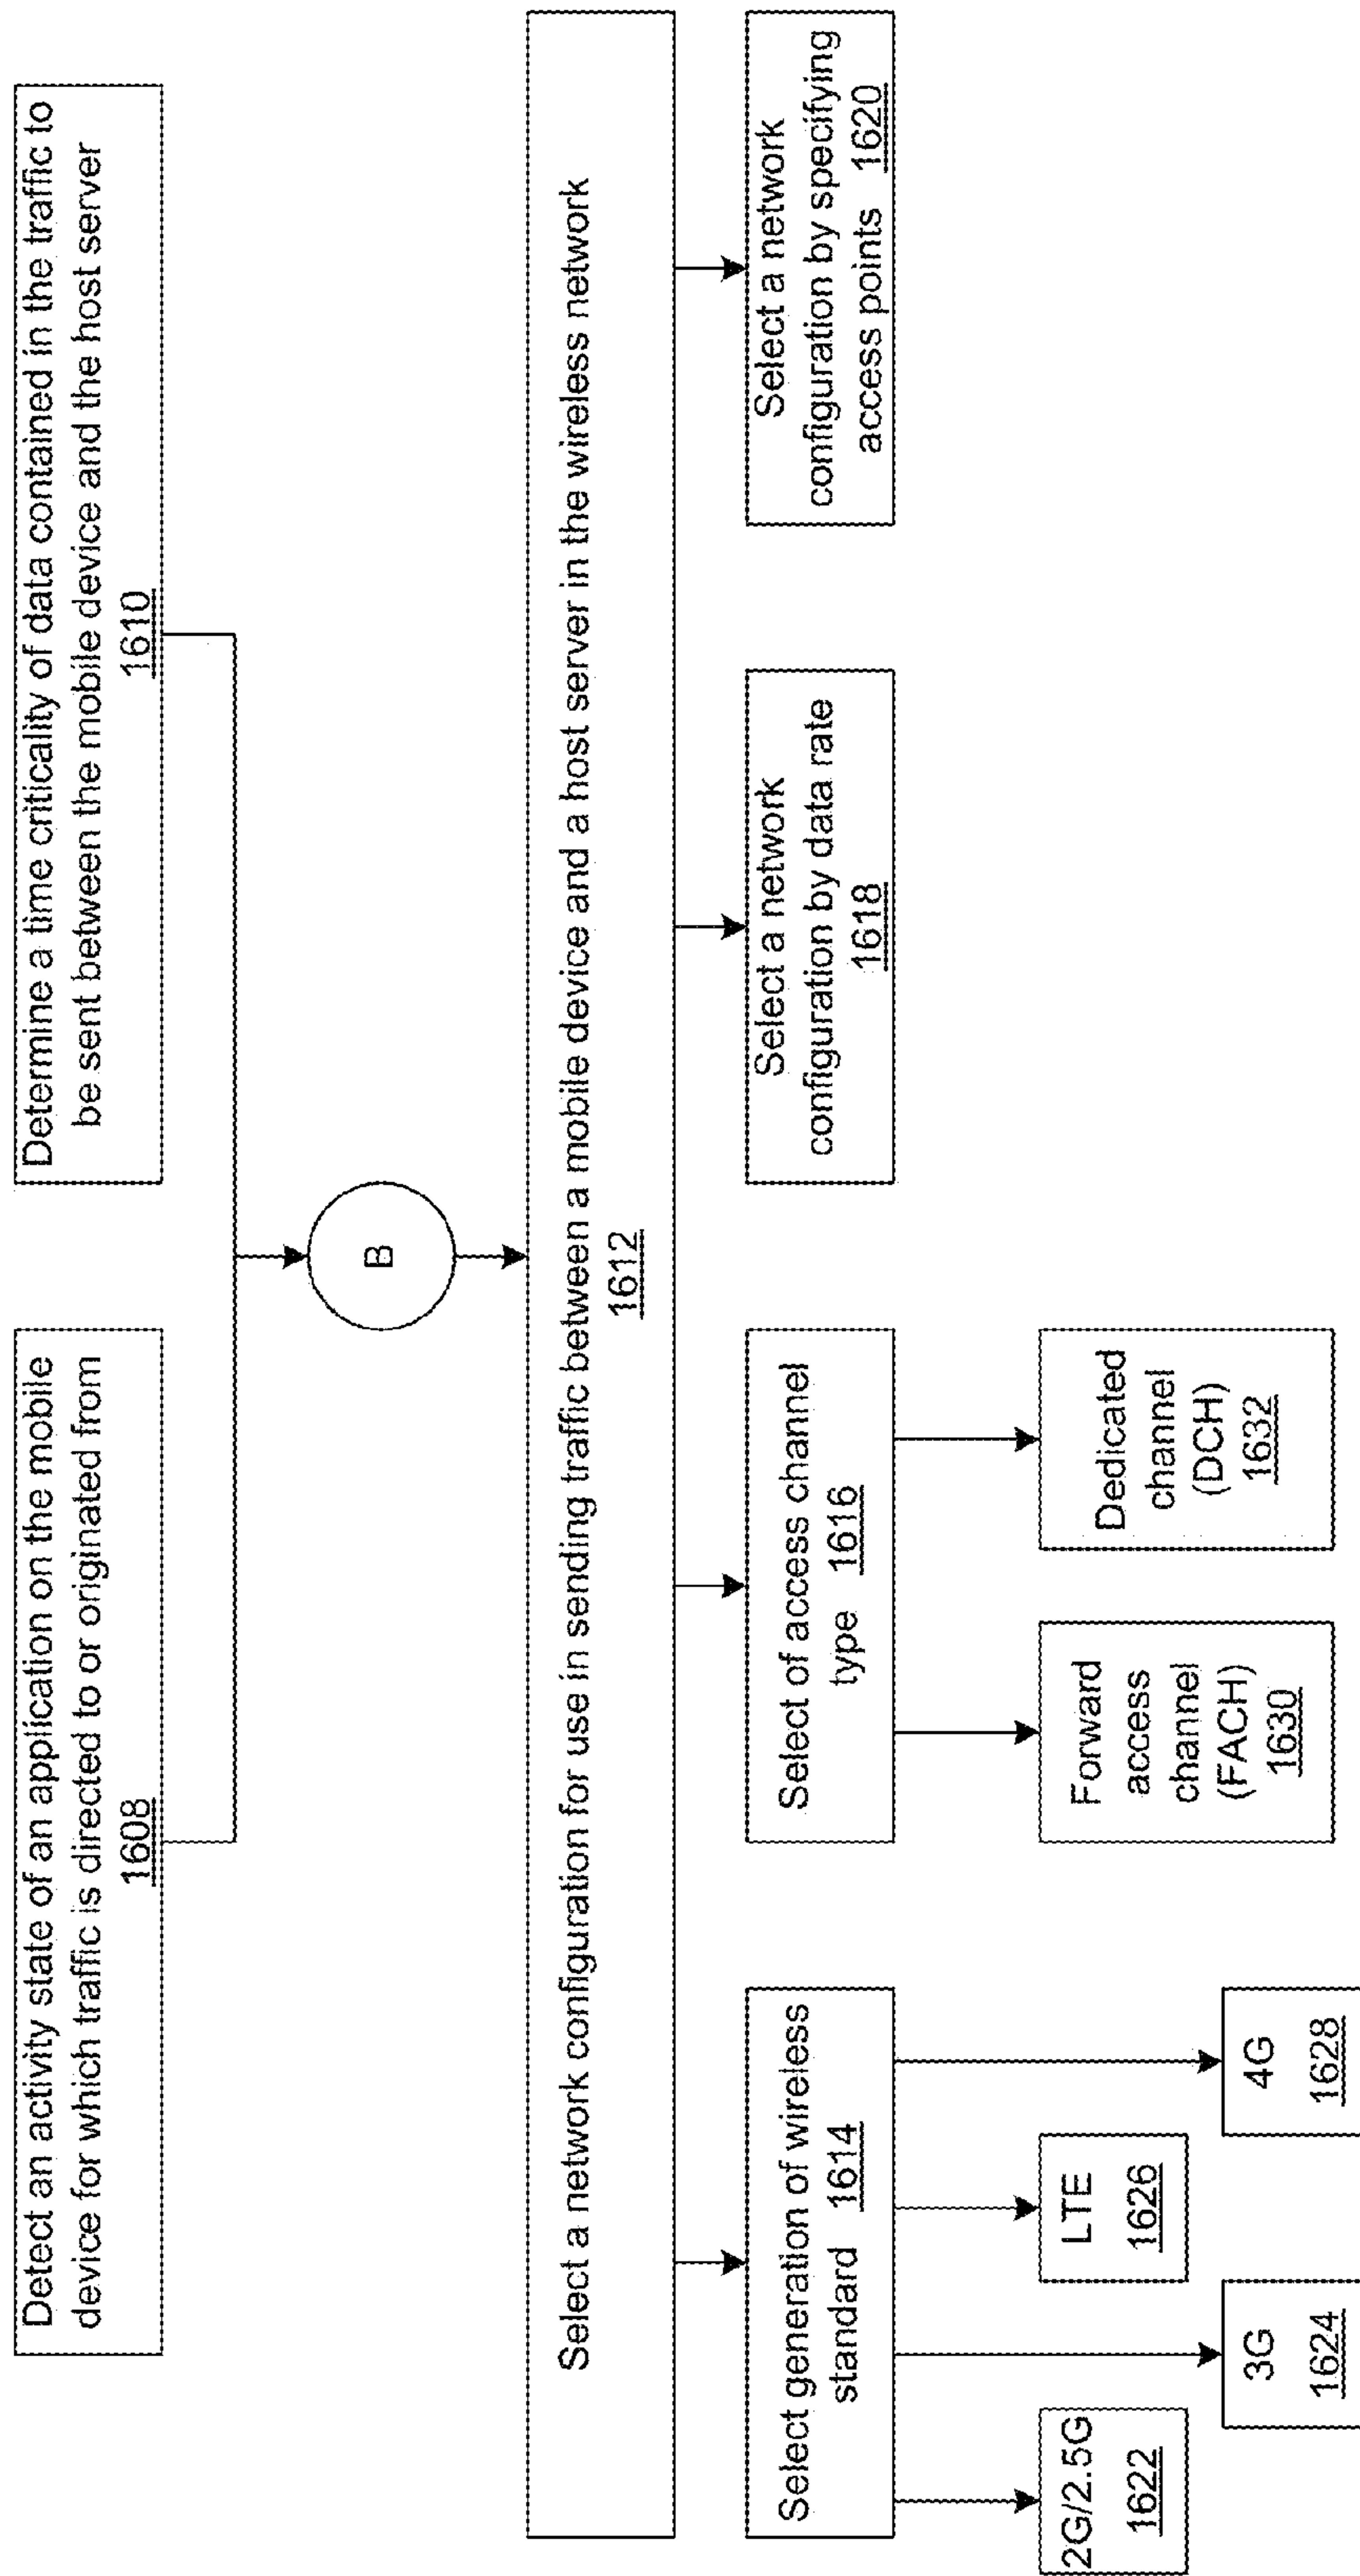 Detect an activity state of an application on the mobile
device for which traffic is directed to or originated from
1608
Determine a time criticality of data contained in the traffic to
be sent between the mobile device and the host server
1610
B
Select a network configuration for use in sending traffic between a mobile device and a host server in the wireless network
1612
Select generation of wireless
standard 1614
Select of access channel
type 1616
Select a network
configuration by data rate
1618
Select a network
configuration by specifying
access points 1620
2G/2.5G
1622
3G
1624
LTE
1626
4G
1628
Forward
access
channel
(FACH)
1630
Dedicated
channel
(DCH)
1632